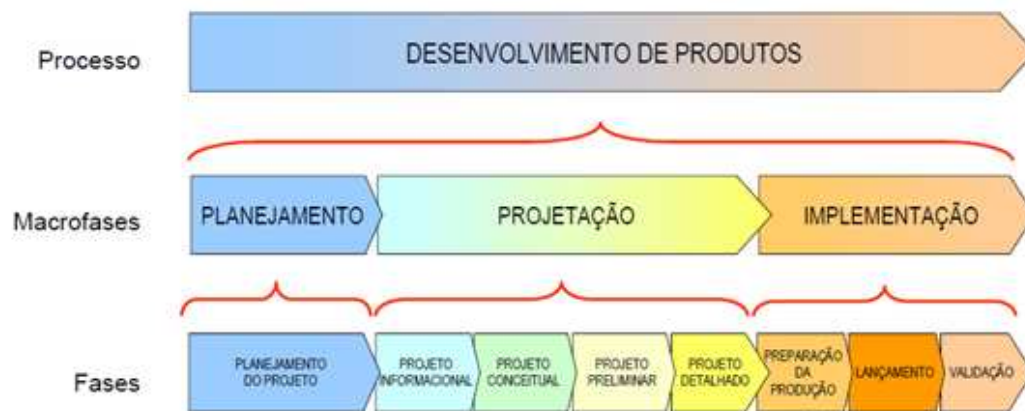 Processo
DESENVOLVIMENTO DE PRODUTOS
Macrofases
PLANEJAMENTO
PROJETAÇÃO
IMPLEMENTAÇÃO
Fases
PLANEJAMENTO
DO PROJETO
PROJETO
INFORMACIONAL
PROJETO
CONCEITUAL
PROJETO
PRELIMINAR
PROJETO
DETALHADO
PREPARAÇÃO
DA
PRODUÇÃO
LANÇAMENTO
VALIDAÇÃO